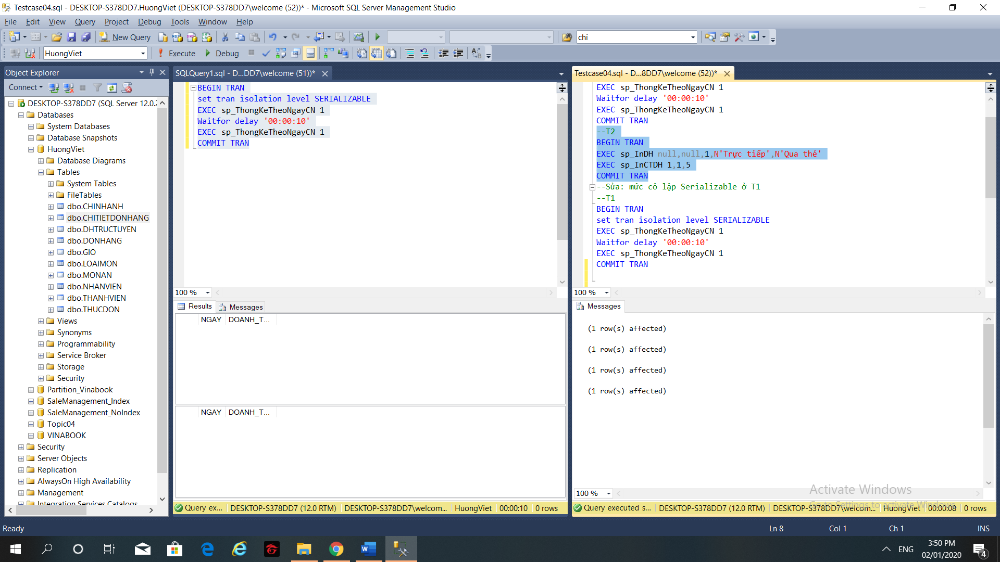 Testcase04.sql - DESKTOP-S378DD7.HuongViet (DESKTOP-S378DD7\welcome (52))* - Microsoft SQL Server Management Studio
File Edit View Query Project Debug Tools Window Help
New Query
chi
HuongViet
Execute
Debug
Object Explorer
Connect
DESKTOP-S378DD7 (SQL Server 12.0.2
Databases
System Databases
Database Snapshots
HuongViet
Database Diagrams
Tables
System Tables
FileTables
dbo.CHINHANH
dbo.CHITIETDONHANG
dbo.DHTRUCTUYEN
dbo.DONHANG
dbo.GIO
dbo.LOAIMON
dbo.MONAN
dbo.NHANVIEN
dbo.THANHVIEN
dbo.THUCDON
Views
Synonyms
Programmability
Service Broker
Storage
Security
Partition_Vinabook
SaleManagement_Index
SaleManagement_NoIndex
Topic04
VINABOOK
Security
Server Objects
Replication
AlwaysOn High Availability
Management
Integration Services Catalogs
SQLQuery1.sql - D...DD7\welcome (51))*
BEGIN TRAN
set tran isolation level SERIALIZABLE
EXEC sp_ThongKeTheoNgayCN 1
Waitfor delay '00:00:10'
EXEC sp_ThongKeTheoNgayCN 1
COMMIT TRAN
100 %
Results Messages
NGAY DOANH_T...
NGAY DOANH_T...
Query ex... DESKTOP-S378DD7 (12.0 RTM) DESKTOP-S378DD7\welcom... HuongViet 00:00:10 0 rows
Testcase04.sql - D...8DD7\welcome (52))*
EXEC sp_ThongKeTheoNgayCN 1
Waitfor delay '00:00:10'
EXEC sp_ThongKeTheoNgayCN 1
COMMIT TRAN
--T2
BEGIN TRAN
EXEC sp_InDH null,null,1,N'Trực tiếp',N'Qua thẻ'
EXEC sp_InCTDH 1,1,5
COMMIT TRAN
--Sửa: mức cô lập Serializable ở T1
--T1
BEGIN TRAN
set tran isolation level SERIALIZABLE
EXEC sp_ThongKeTheoNgayCN 1
Waitfor delay '00:00:10'
EXEC sp_ThongKeTheoNgayCN 1
COMMIT TRAN
100 %
Messages
(1 row(s) affected)
(1 row(s) affected)
(1 row(s) affected)
(1 row(s) affected)
100 %
Activate Windows
Go to Settings to activate Windows.
Query executed s... DESKTOP-S378DD7 (12.0 RTM) DESKTOP-S378DD7\welcom... HuongViet 00:00:08 0 rows
Ready Ln 8 Col 1 Ch 1 INS
ENG
3:50 PM
02/01/2020
4